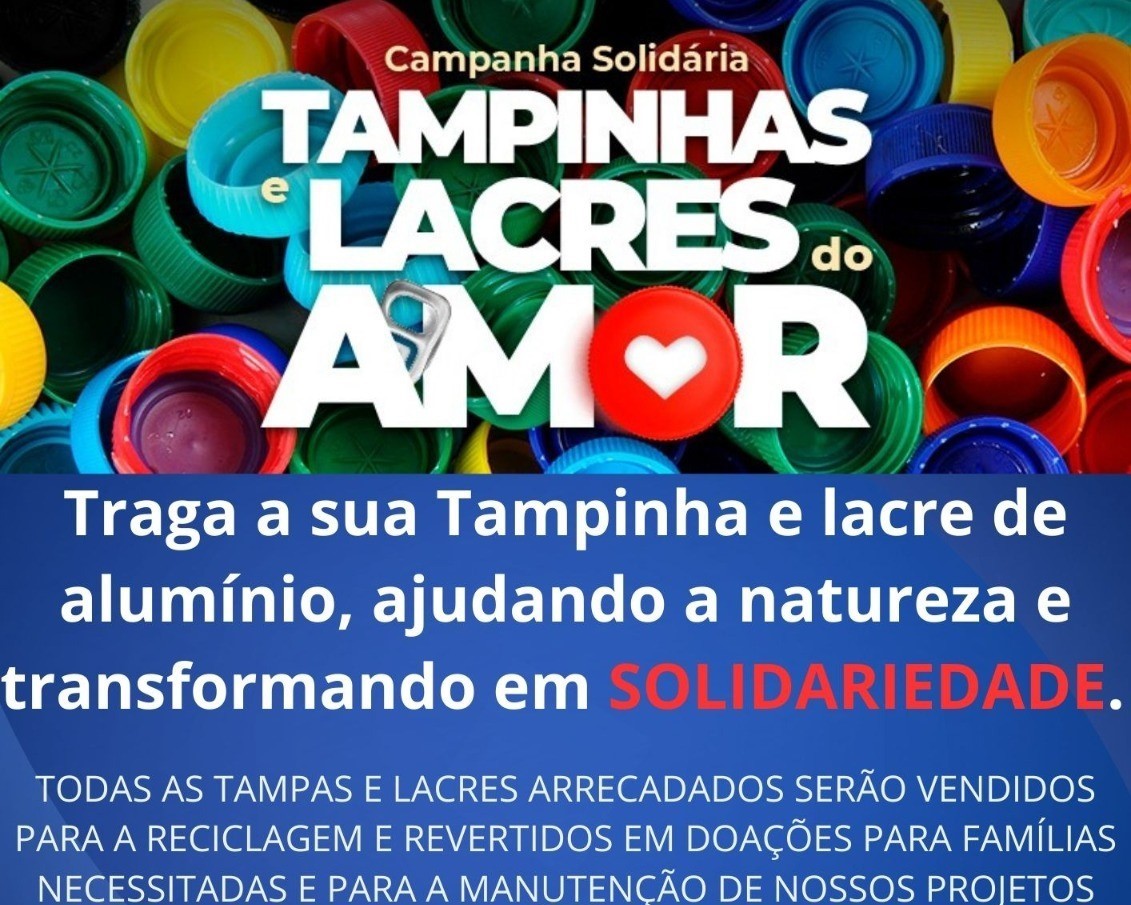 Campanha Solidária
TAMPINHAS
e LACRES do
AMOR
Traga a sua Tampinha e lacre de
alumínio, ajudando a natureza e
transformando em SOLIDARIEDADE.
TODAS AS TAMPAS E LACRES ARRECADADOS SERÃO VENDIDOS
PARA A RECICLAGEM E REVERTIDOS EM DOAÇÕES PARA FAMÍLIAS
NECESSITADAS E PARA A MANUTENÇÃO DE NOSSOS PROJETOS